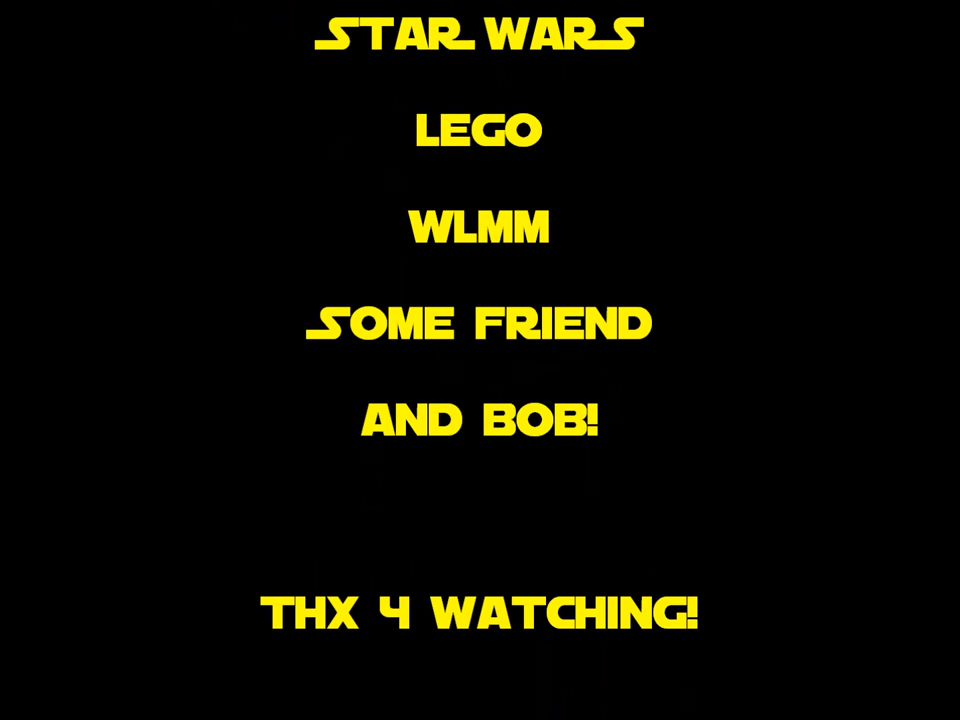 STAR WARS
LEGO
WLMM
SOME FRIEND
AND BOB!
THX 4 WATCHING!